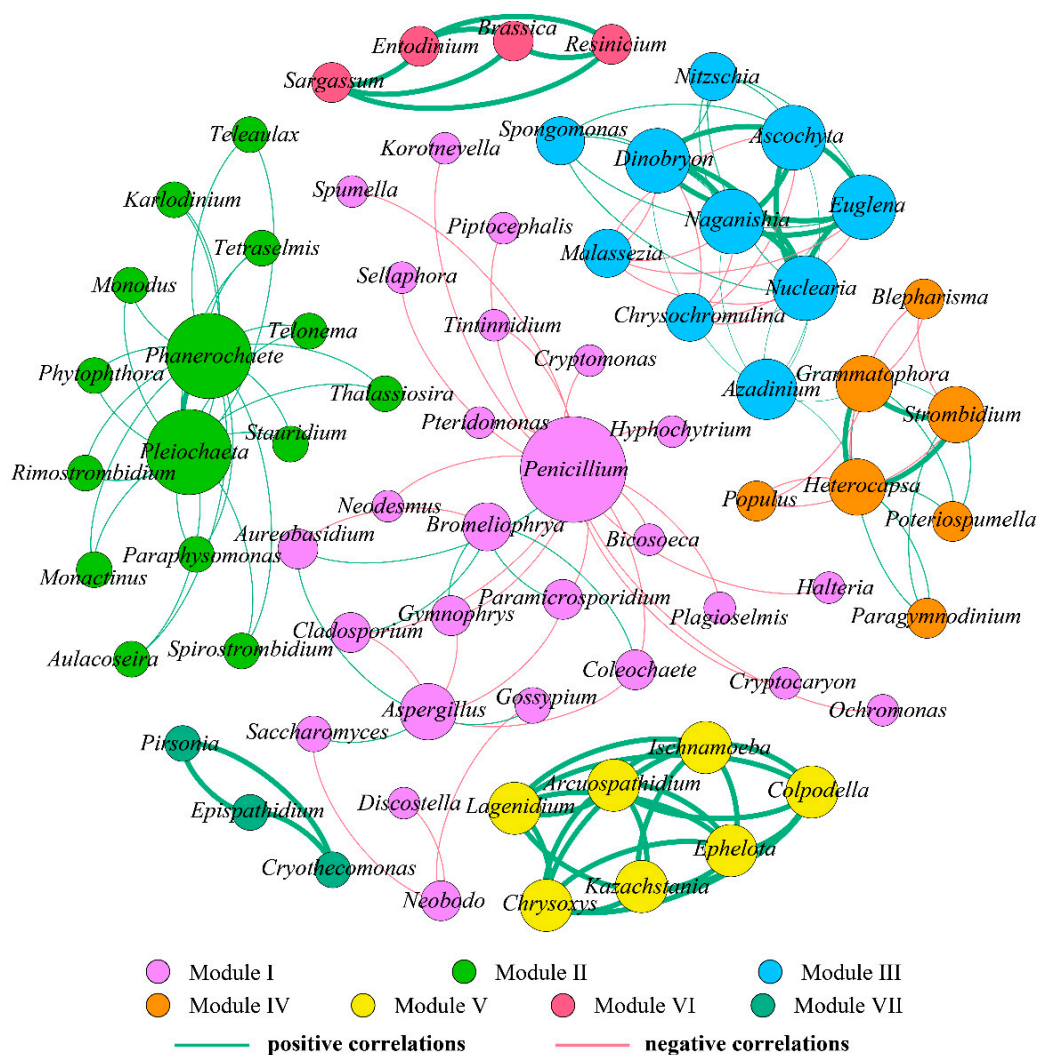 Brassica
Entodinium
Resinicium
Sargassum
Nitzschia
Teleaulax
Spongomonas
Ascochyta
Korotnevella
Dinobryon
Karlodinium
Spumella
Piptocephalis
Naganishia
Euglena
Tetraselmis
Malassezia
Sellaphora
Monodus
Nuclearia
Blepharisma
Telonema
Tintinnidium
Chrysochromulina
Phanerochaete
Cryptomonas
Phytophthora
Grammatophora
Thalassiosira
Azadinium
Strombidium
Pteridomonas
Hyphochytrium
Stauridium
Pleiochaeta
Penicillium
Rimostrombidium
Heterocapsa
Neodesmus
Populus
Poteriospumella
Bromeliophrya
Aureobasidium
Bicosoeca
Paraphysomonas
Monactinus
Halteria
Paramicrosporidium
Plagioselmis
Gymnophrys
Paragymnodinium
Cladosporium
Aulacoseira
Spirostrombidium
Coleochaete
Cryptocaryon
Gossypium
Aspergillus
Ochromonas
Saccharomyces
Pirsonia
Ischnamoeba
Arcuospathidium
Colpodella
Discostella
Lagenidium
Epispathidium
Ephelota
Cryothecomonas
Kazachstania
Neobodo
Chrysoxys
Module I
Module II
Module III
Module IV
Module V
Module VI
Module VII
positive correlations
negative correlations